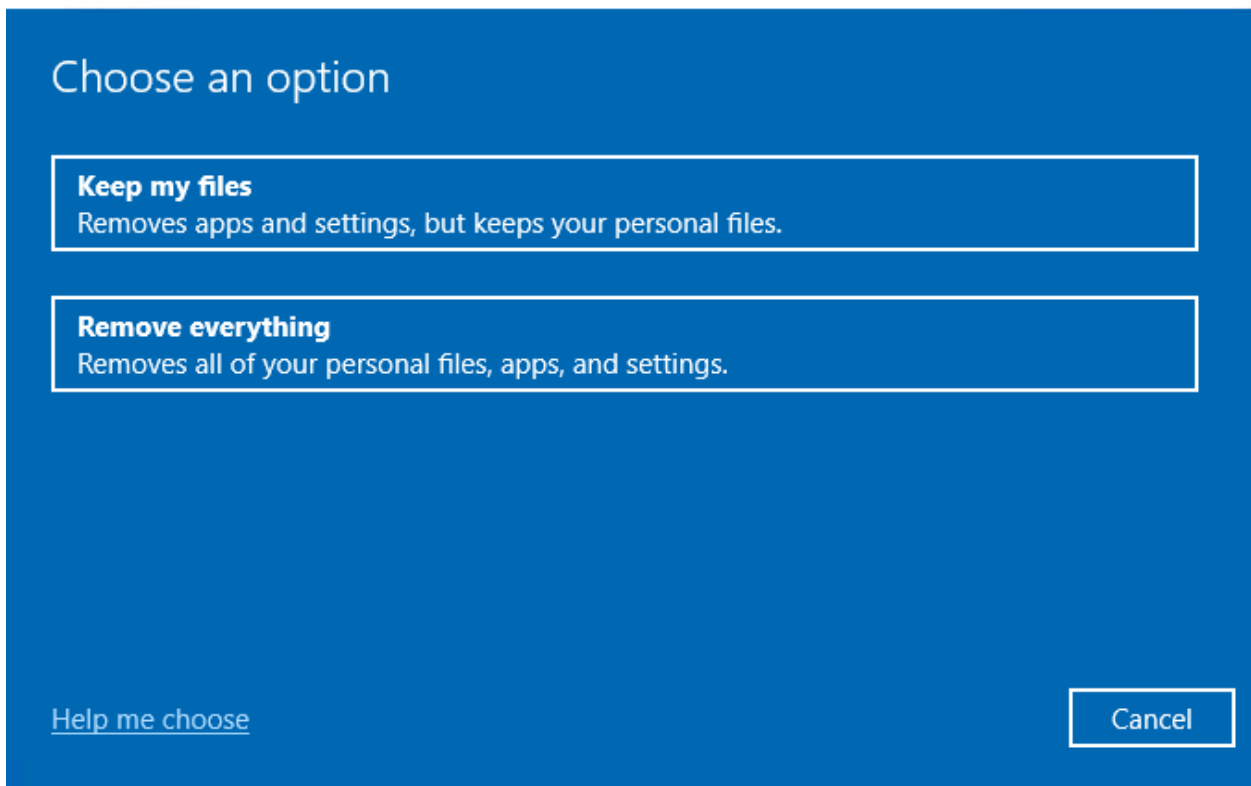 Choose an option
Keep my files
Removes apps and settings, but keeps your personal files.
Remove everything
Removes all of your personal files, apps, and settings.
Help me choose
Cancel